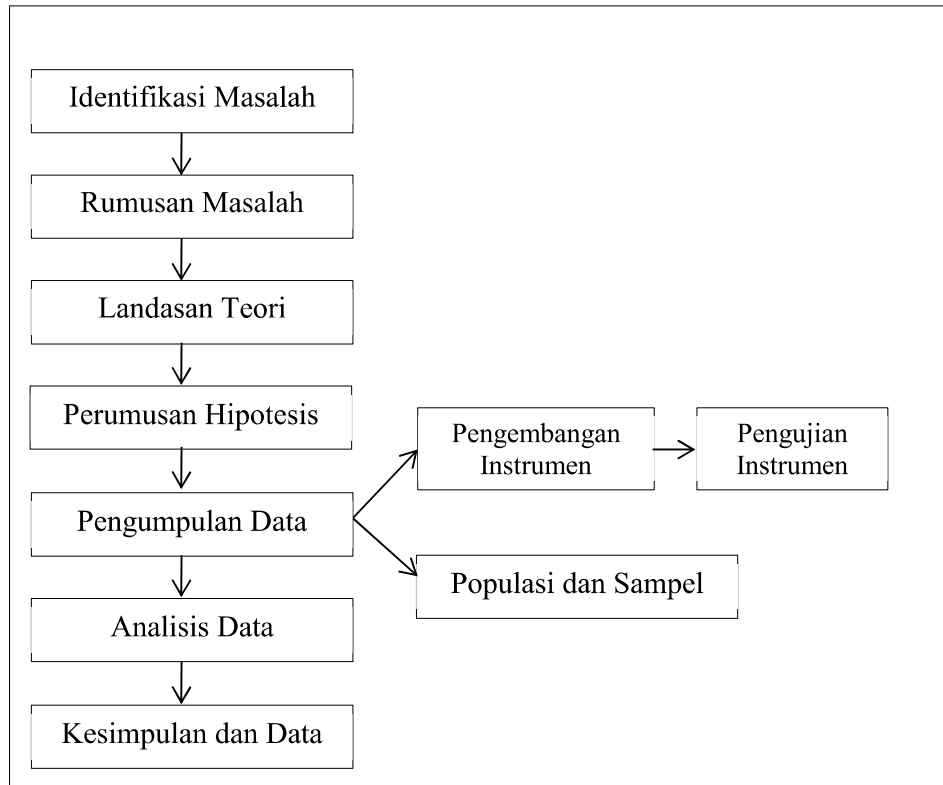 Identifikasi Masalah
Rumusan Masalah
Landasan Teori
Perumusan Hipotesis
Pengembangan
Instrumen
Pengujian
Instrumen
Pengumpulan Data
Populasi dan Sampel
Analisis Data
Kesimpulan dan Data